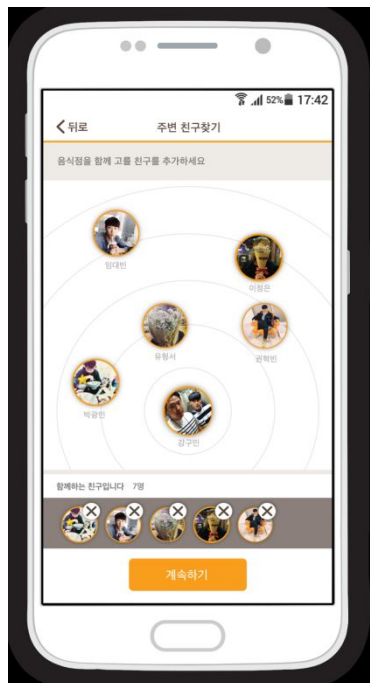 52% 17:42
뒤로 주변 친구찾기
음식점을 함께 고를 친구를 추가하세요
임대빈
이정은
유형서
권혁빈
박광민
강구민
함께하는 친구입니다 7명
계속하기